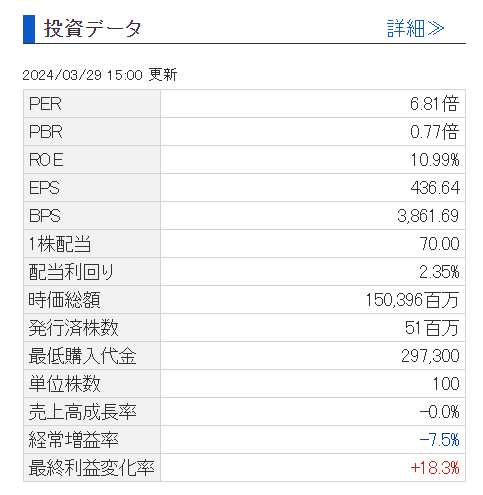 投資データ 詳細≫
2024/03/29 15:00 更新
PER 6.81倍
PBR 0.77倍
ROE 10.99%
EPS 436.64
BPS 3,861.69
1株配当 70.00
配当利回り 2.35%
時価総額 150,396百万
発行済株数 51百万
最低購入代金 297,300
単位株数 100
売上高成長率 -0.0%
経常増益率 -7.5%
最終利益変化率 +18.3%